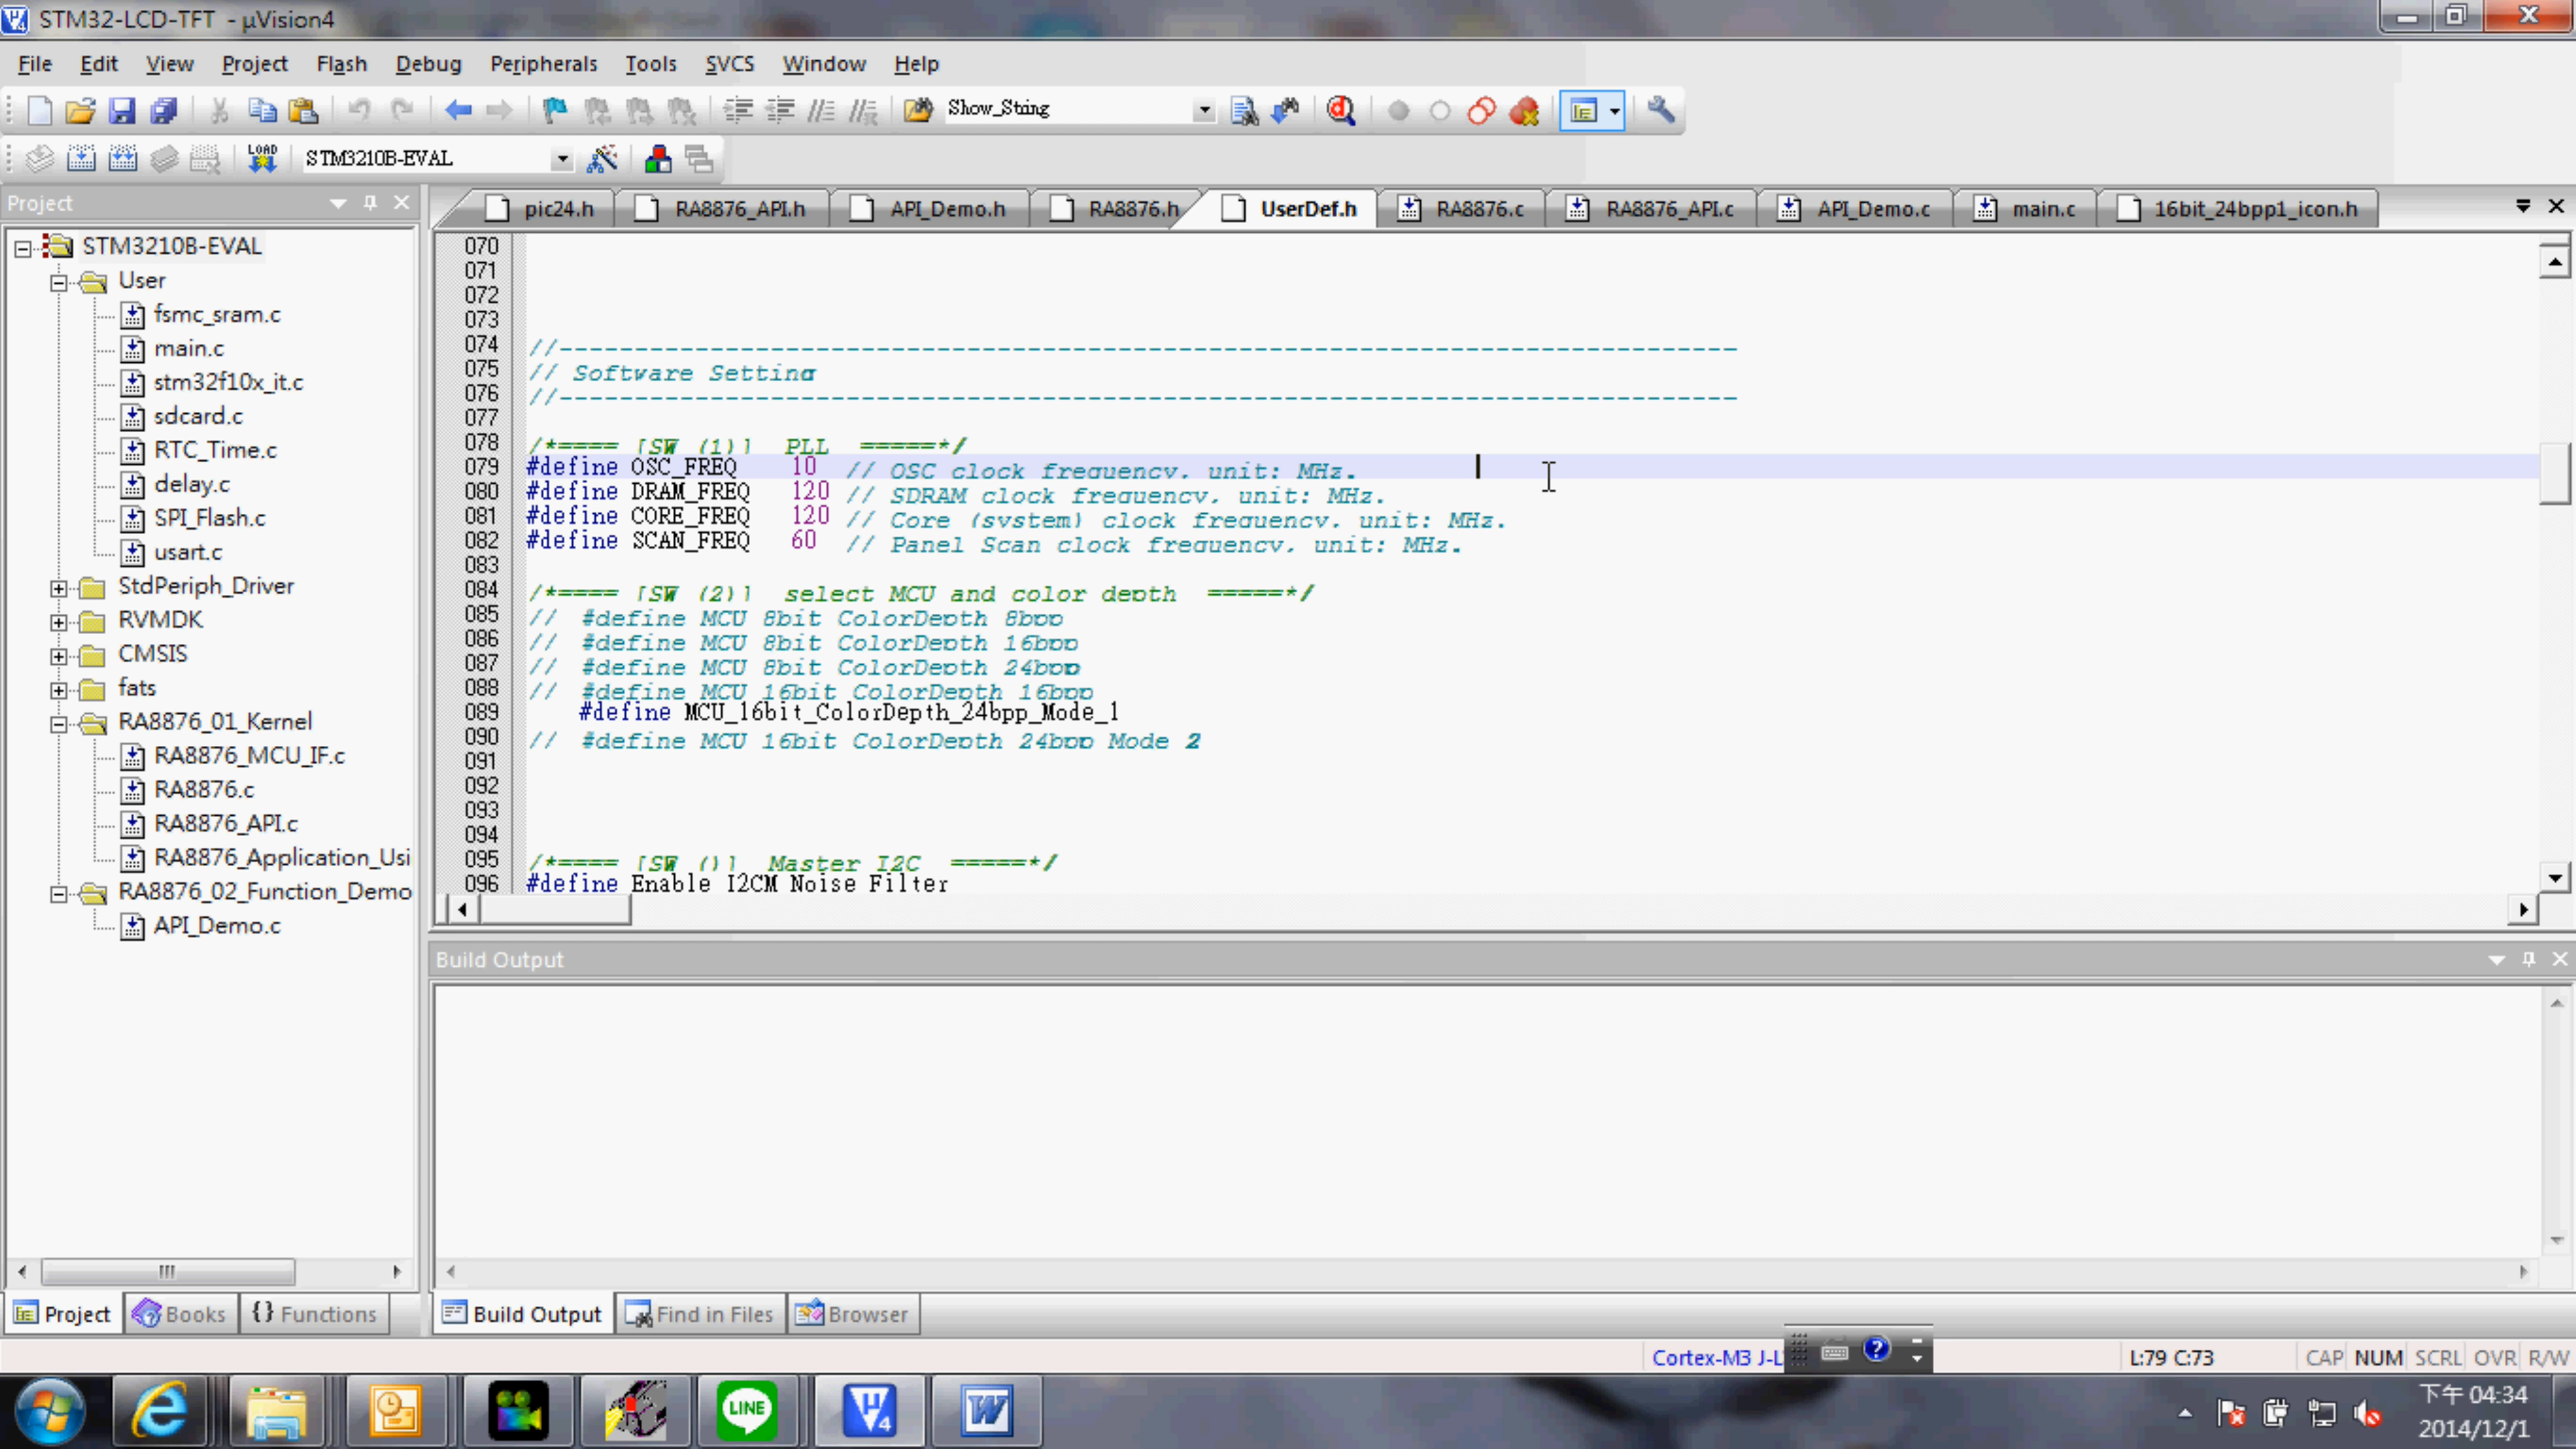 STM32-LCD-TFT - µVision4
File Edit View Project Flash Debug Peripherals Tools SVCS Window Help
Show_String
LOAD STM3210B-EVAL
Project
pic24.h RA8876_API.h API_Demo.h RA8876.h UserDef.h RA8876.c RA8876_API.c API_Demo.c main.c 16bit_24bpp1_icon.h
STM3210B-EVAL
User
fsmc_sram.c
main.c
stm32f10x_it.c
sdcard.c
RTC_Time.c
delay.c
SPI_Flash.c
usart.c
StdPeriph_Driver
RVMDK
CMSIS
fats
RA8876_01_Kernel
RA8876_MCU_IF.c
RA8876.c
RA8876_API.c
RA8876_Application_Usi
RA8876_02_Function_Demo
API_Demo.c
070
071
072
073
074 //------------------------------------------------------------------------------
075 // Software Setting
076 //------------------------------------------------------------------------------
077
078 /*==== [SW (1)] PLL =====*/
079 #define OSC_FREQ 10 // OSC clock frequency, unit: MHz.
080 #define DRAM_FREQ 120 // SDRAM clock frequency, unit: MHz.
081 #define CORE_FREQ 120 // Core (system) clock frequency, unit: MHz.
082 #define SCAN_FREQ 60 // Panel Scan clock frequency, unit: MHz.
083
084 /*==== [SW (2)] select MCU and color depth =====*/
085 // #define MCU_8bit_ColorDepth_8bpp
086 // #define MCU_8bit_ColorDepth_16bpp
087 // #define MCU_8bit_ColorDepth_24bpp
088 // #define MCU_16bit_ColorDepth_16bpp
089 #define MCU_16bit_ColorDepth_24bpp_Mode_1
090 // #define MCU_16bit_ColorDepth_24bpp_Mode_2
091
092
093
094
095 /*==== [SW ()] Master I2C =====*/
096 #define Enable_I2CM_Noise_Filter
Build Output
Project Books Functions
Build Output Find in Files Browser
Cortex-M3 J-L L:79 C:73 CAP NUM SCRL OVR R/W
LINE
下午 04:34
2014/12/1